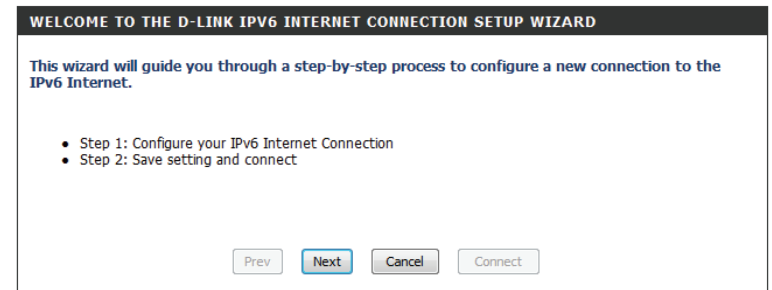 WELCOME TO THE D-LINK IPV6 INTERNET CONNECTION SETUP WIZARD
This wizard will guide you through a step-by-step process to configure a new connection to the
IPv6 Internet.
• Step 1: Configure your IPv6 Internet Connection
• Step 2: Save setting and connect
Prev Next Cancel Connect